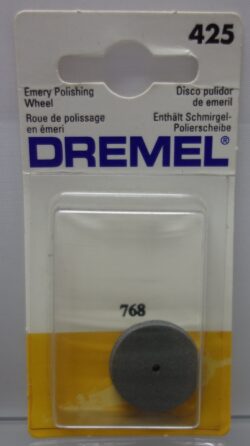 425
Emery Polishing
Wheel
Disco pulidor
de emeril
Roue de polissage
en émeri
Enthält Schmirgel-
Polierscheibe
DREMEL®
768